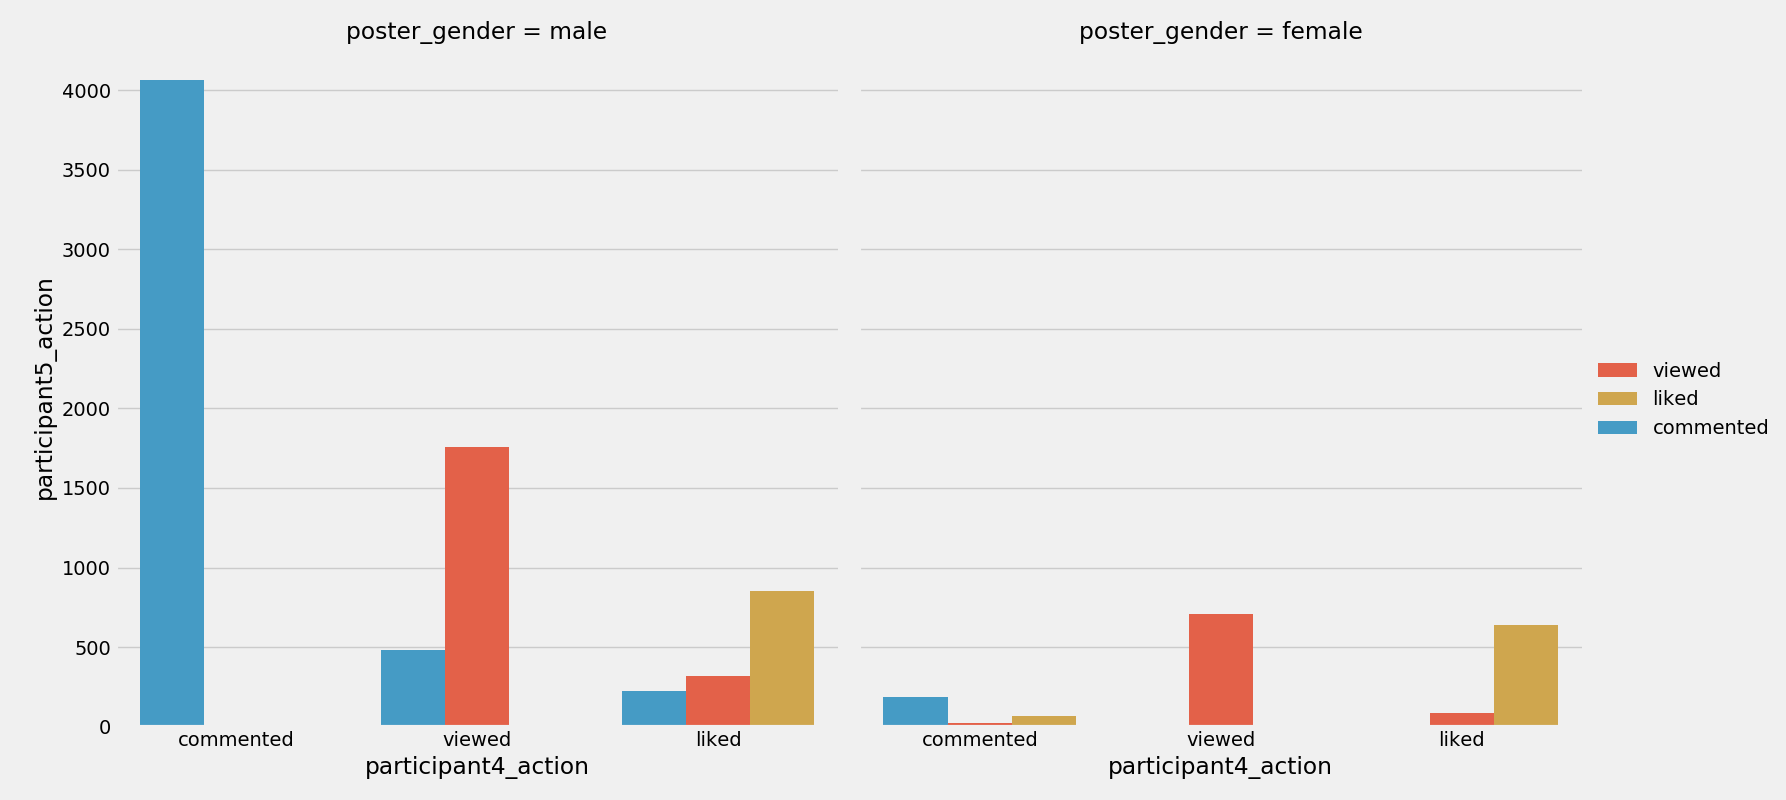 poster_gender = male
poster_gender = female
participant5_action
4000
3500
3000
2500
2000
1500
1000
500
0
commented
viewed
liked
participant4_action
commented
viewed
liked
participant4_action
viewed
liked
commented